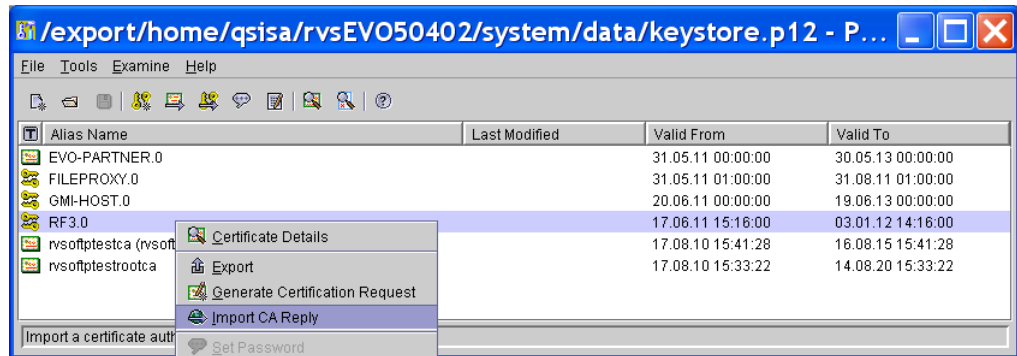 /export/home/qsisa/rvsEVO50402/system/data/keystore.p12 - P...
File Tools Examine Help
T Alias Name Last Modified Valid From Valid To
EVO-PARTNER.0 31.05.11 00:00:00 30.05.13 00:00:00
FILEPROXY.0 31.05.11 01:00:00 31.08.11 01:00:00
GMI-HOST.0 20.06.11 00:00:00 19.06.13 00:00:00
RF3.0 17.06.11 15:16:00 03.01.12 14:16:00
rvsoftptestca (rvsoft 17.08.10 15:41:28 16.08.15 15:41:28
rvsoftptestrootca 17.08.10 15:33:22 14.08.20 15:33:22
Certificate Details
Export
Generate Certification Request
Import CA Reply
Set Password
Import a certificate auth